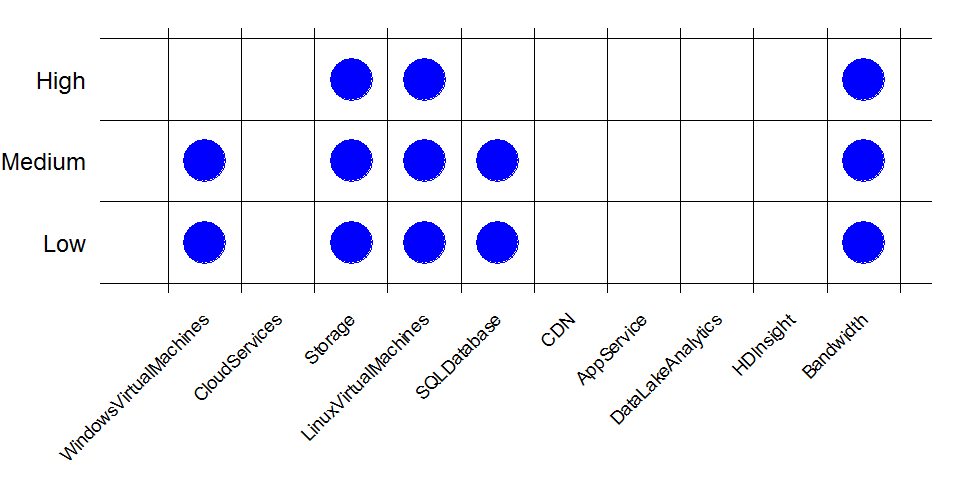 High
Medium
Low
WindowsVirtualMachines
CloudServices
Storage
LinuxVirtualMachines
SQLDatabase
CDN
AppService
DataLakeAnalytics
HDInsight
Bandwidth